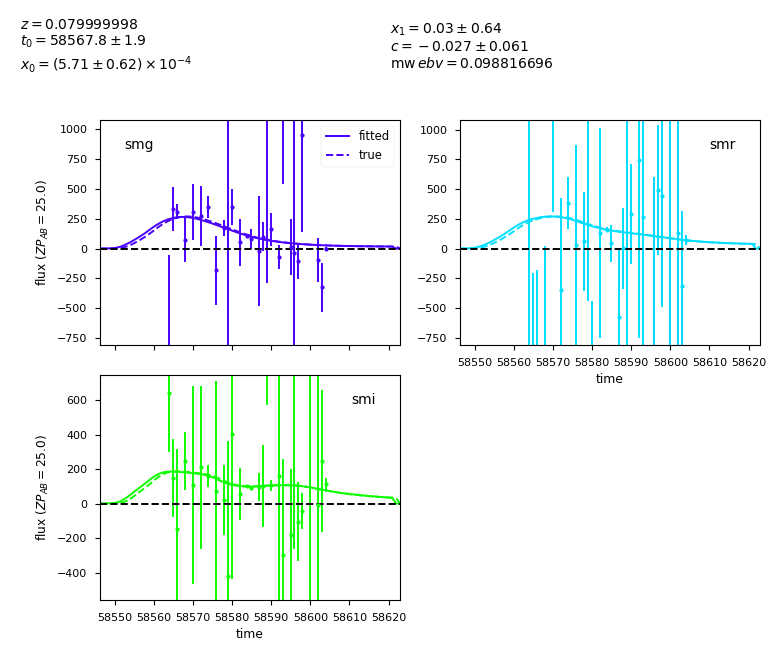 z = 0.079999998
t₀ = 58567.8 ± 1.9
x₀ = (5.71 ± 0.62) × 10⁻⁴
x₁ = 0.03 ± 0.64
c = −0.027 ± 0.061
mw ebv = 0.098816696
smg
fitted
true
1000
750
500
250
0
−250
−500
−750
flux (ZP_AB = 25.0)
smr
1000
750
500
250
0
−250
−500
−750
58550 58560 58570 58580 58590 58600 58610 58620
time
smi
600
400
200
0
−200
−400
flux (ZP_AB = 25.0)
58550 58560 58570 58580 58590 58600 58610 58620
time